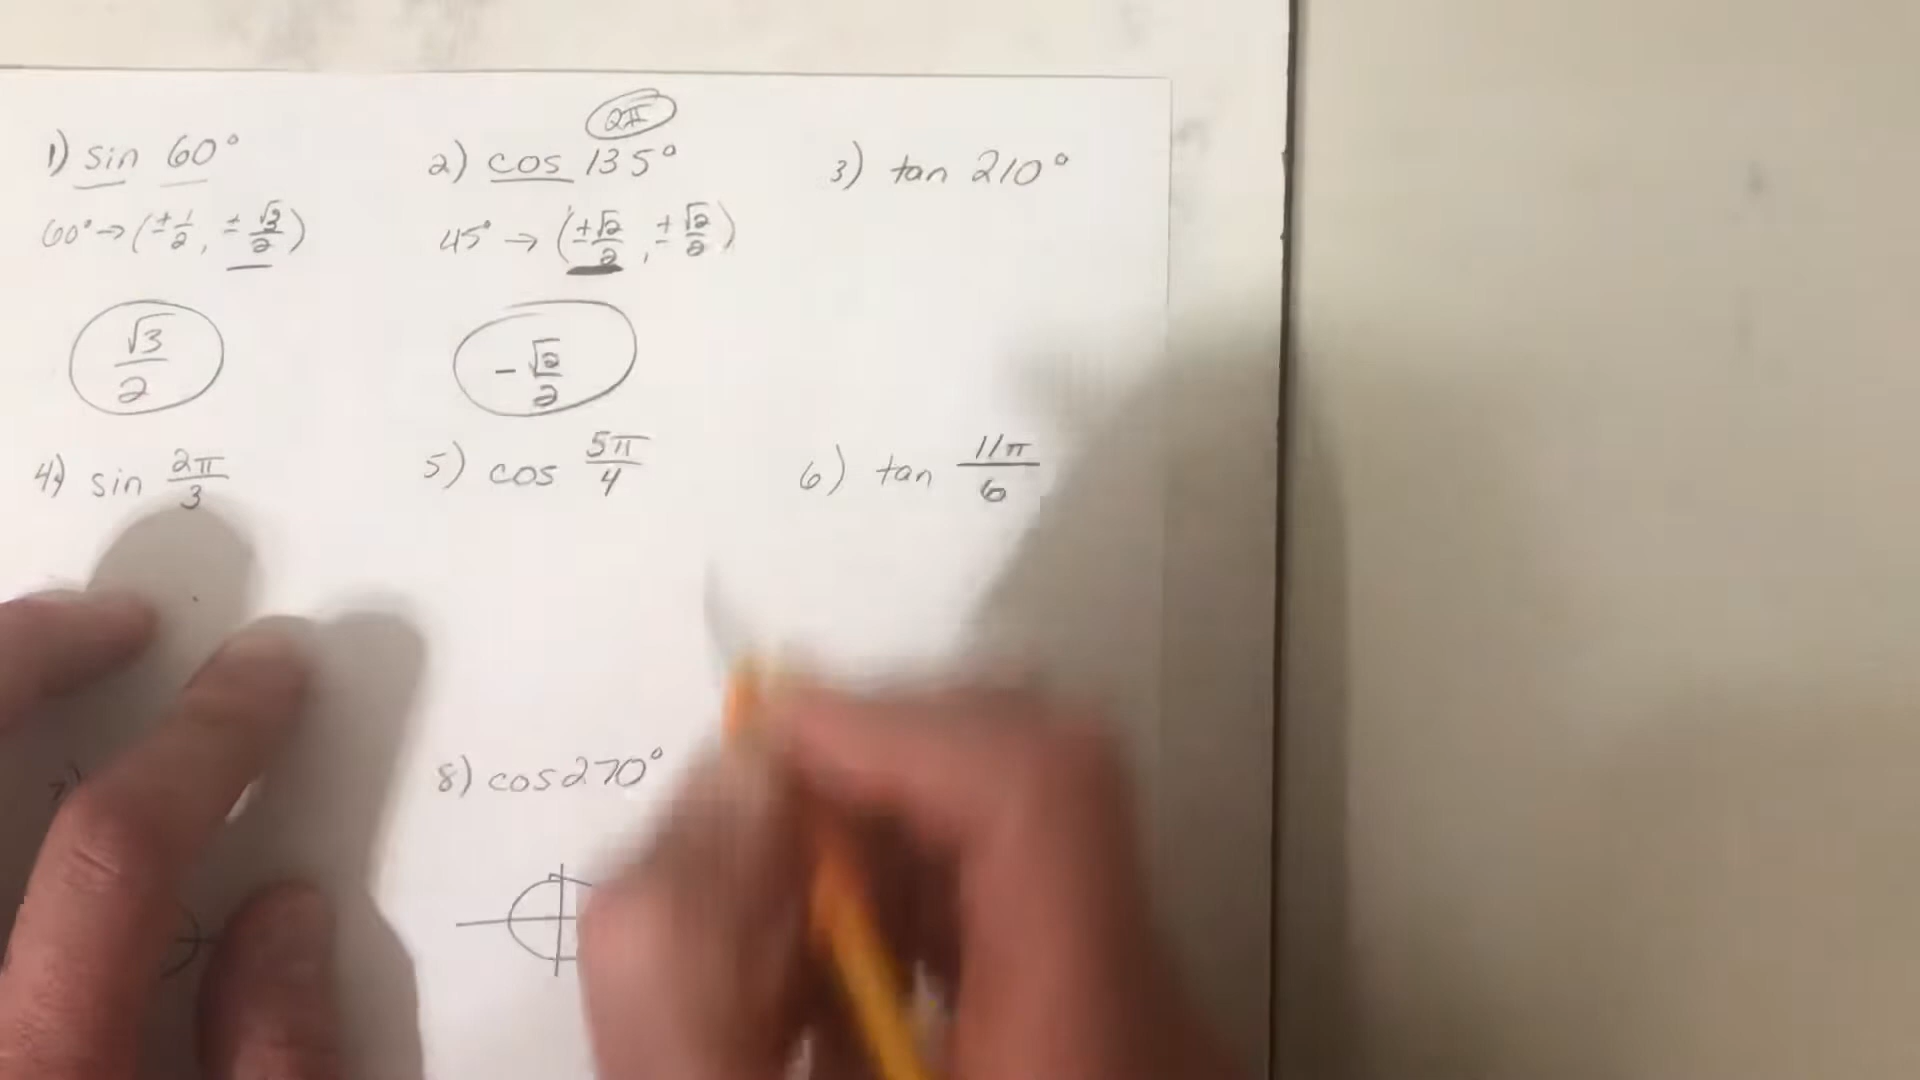 1) sin 60°
60° → (± 1/2, ± √3/2)
√3/2
QII
2) cos 135°
45° → (± √2/2, ± √2/2)
- √2/2
3) tan 210°
4) sin 2π/3
5) cos 5π/4
6) tan 11π/6
7)
8) cos 270°